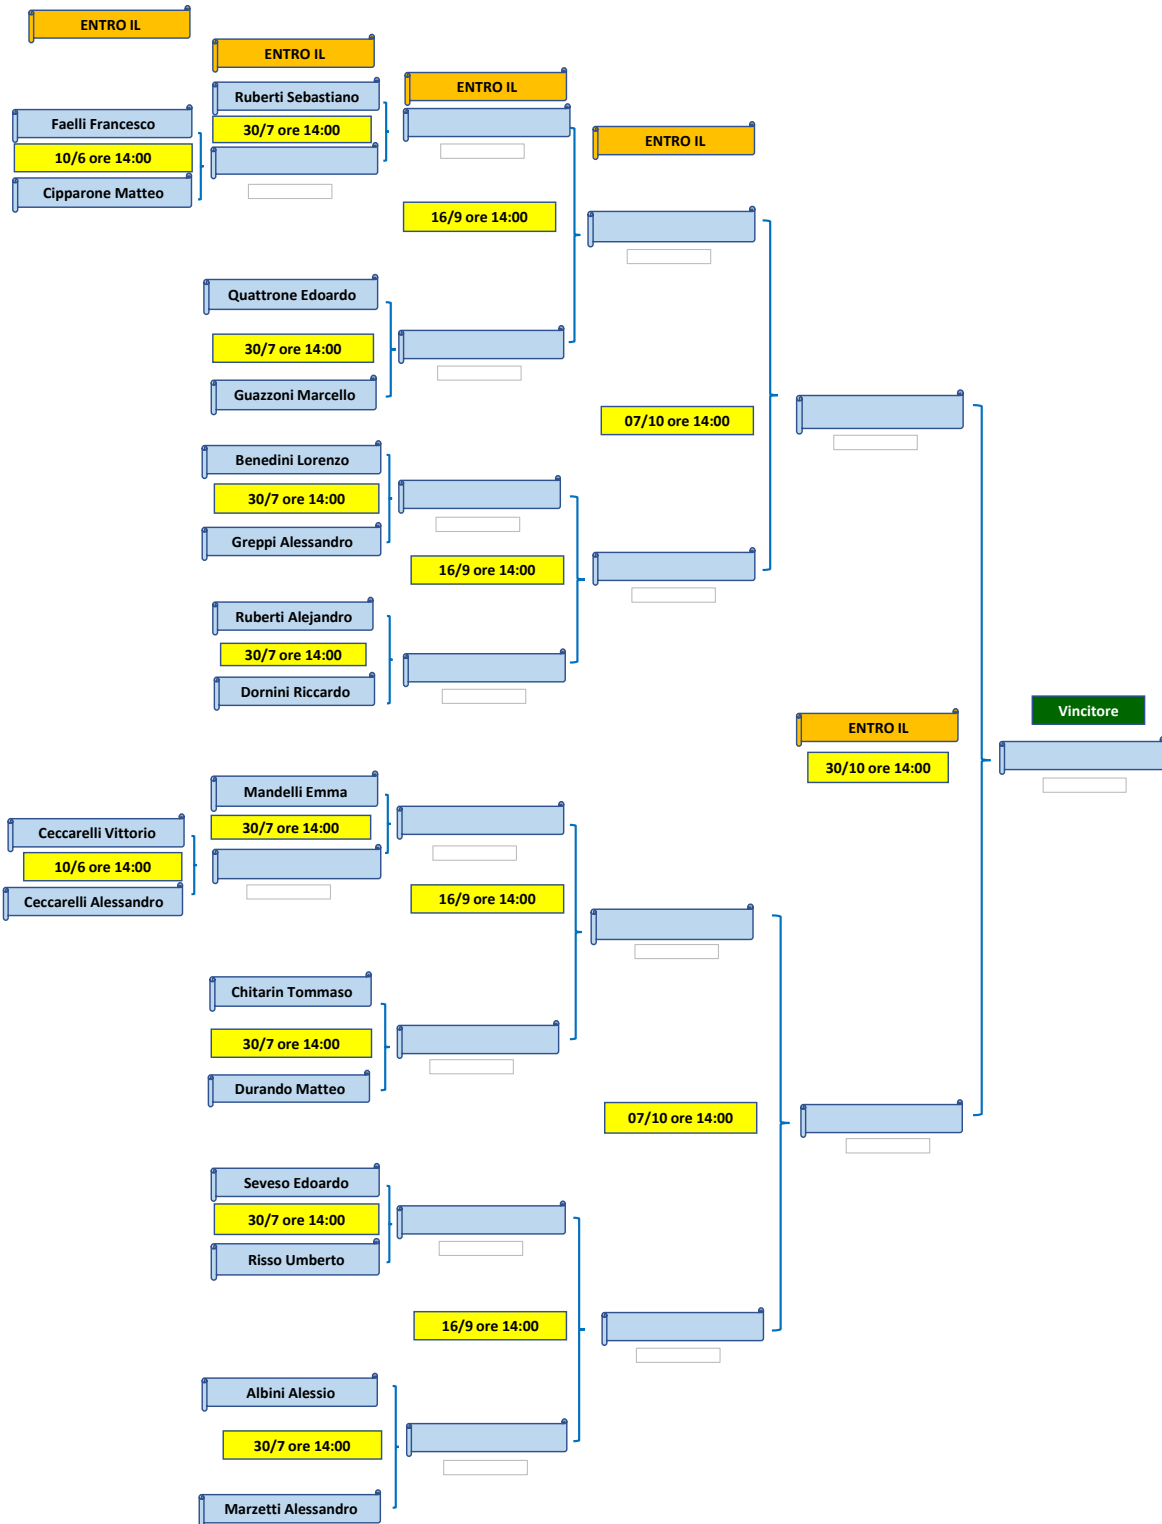 ENTRO IL
ENTRO IL
ENTRO IL
ENTRO IL
Ruberti Sebastiano
Faelli Francesco
30/7 ore 14:00
10/6 ore 14:00
Cipparone Matteo
16/9 ore 14:00
Quattrone Edoardo
30/7 ore 14:00
Guazzoni Marcello
07/10 ore 14:00
Benedini Lorenzo
30/7 ore 14:00
Greppi Alessandro
16/9 ore 14:00
Ruberti Alejandro
30/7 ore 14:00
Dornini Riccardo
Vincitore
ENTRO IL
30/10 ore 14:00
Mandelli Emma
30/7 ore 14:00
Ceccarelli Vittorio
10/6 ore 14:00
Ceccarelli Alessandro
16/9 ore 14:00
Chitarin Tommaso
30/7 ore 14:00
Durando Matteo
07/10 ore 14:00
Seveso Edoardo
30/7 ore 14:00
Risso Umberto
16/9 ore 14:00
Albini Alessio
30/7 ore 14:00
Marzetti Alessandro